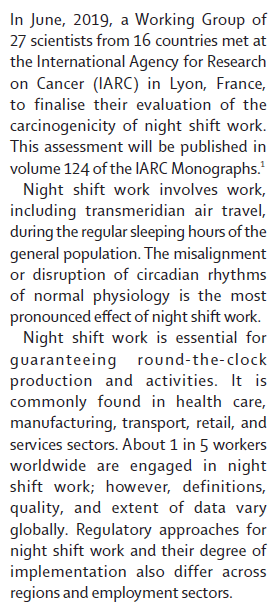 In June, 2019, a Working Group of
27 scientists from 16 countries met at
the International Agency for Research
on Cancer (IARC) in Lyon, France,
to finalise their evaluation of the
carcinogenicity of night shift work.
This assessment will be published in
volume 124 of the IARC Monographs.¹
Night shift work involves work,
including transmeridian air travel,
during the regular sleeping hours of the
general population. The misalignment
or disruption of circadian rhythms
of normal physiology is the most
pronounced effect of night shift work.
Night shift work is essential for
guaranteeing round-the-clock
production and activities. It is
commonly found in health care,
manufacturing, transport, retail, and
services sectors. About 1 in 5 workers
worldwide are engaged in night
shift work; however, definitions,
quality, and extent of data vary
globally. Regulatory approaches for
night shift work and their degree of
implementation also differ across
regions and employment sectors.